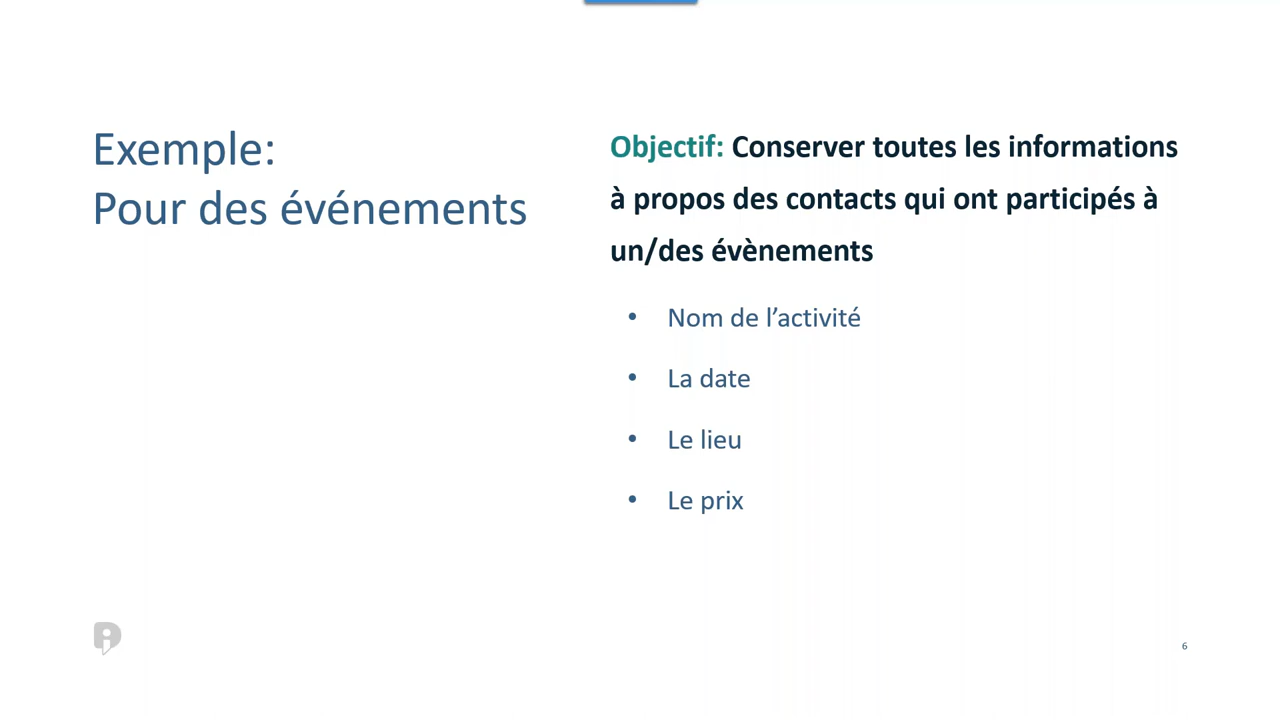 Exemple:
Pour des événements
Objectif: Conserver toutes les informations
à propos des contacts qui ont participés à
un/des évènements
• Nom de l’activité
• La date
• Le lieu
• Le prix
6